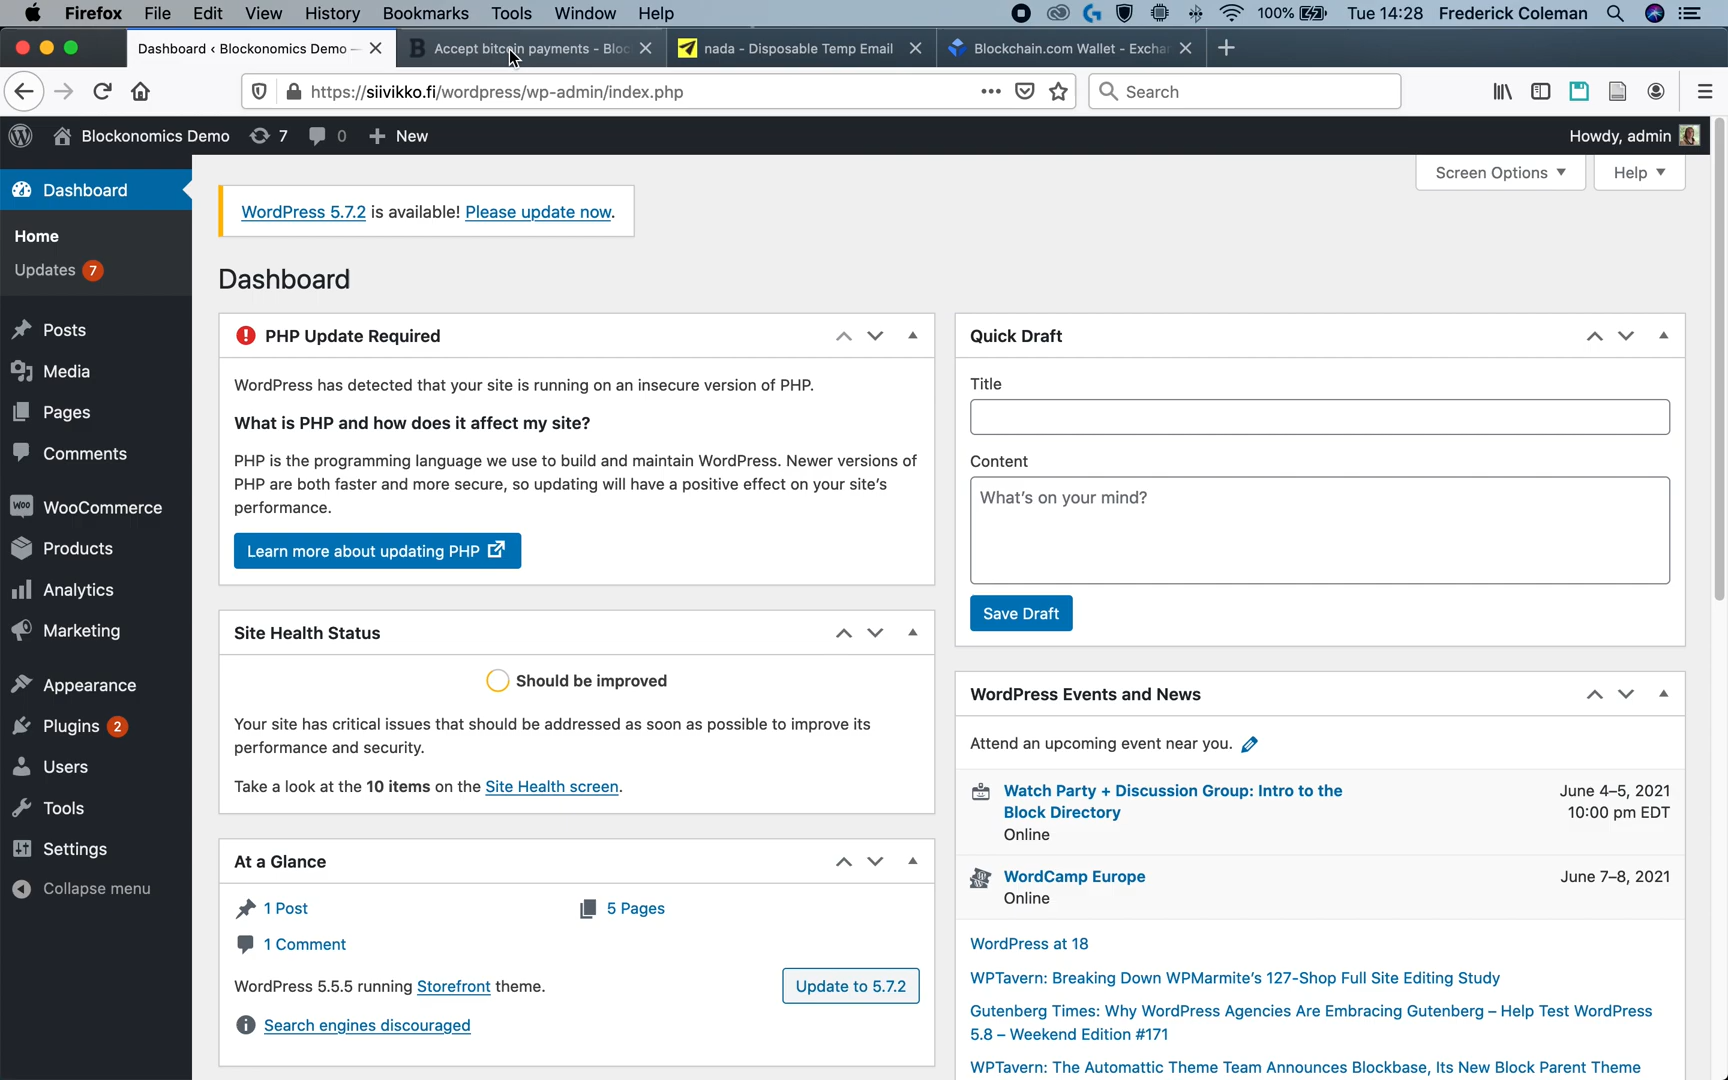 Firefox File Edit View History Bookmarks Tools Window Help 100% Tue 14:28 Frederick Coleman
Dashboard ‹ Blockonomics Demo — Accept bitcoin payments - Bloc nada - Disposable Temp Email Blockchain.com Wallet - Exchan
https://siivikko.fi/wordpress/wp-admin/index.php Search
Blockonomics Demo 7 0 New Howdy, admin
Screen Options Help
Dashboard
Home
Updates 7
Posts
Media
Pages
Comments
WooCommerce
Products
Analytics
Marketing
Appearance
Plugins 2
Users
Tools
Settings
Collapse menu
WordPress 5.7.2 is available! Please update now.
Dashboard
PHP Update Required
WordPress has detected that your site is running on an insecure version of PHP.
What is PHP and how does it affect my site?
PHP is the programming language we use to build and maintain WordPress. Newer versions of
PHP are both faster and more secure, so updating will have a positive effect on your site's
performance.
Learn more about updating PHP
Site Health Status
Should be improved
Your site has critical issues that should be addressed as soon as possible to improve its
performance and security.
Take a look at the 10 items on the Site Health screen.
At a Glance
1 Post 5 Pages
1 Comment
WordPress 5.5.5 running Storefront theme. Update to 5.7.2
Search engines discouraged
Quick Draft
Title
Content
What's on your mind?
Save Draft
WordPress Events and News
Attend an upcoming event near you.
Watch Party + Discussion Group: Intro to the June 4–5, 2021
Block Directory 10:00 pm EDT
Online
WordCamp Europe June 7–8, 2021
Online
WordPress at 18
WPTavern: Breaking Down WPMarmite's 127-Shop Full Site Editing Study
Gutenberg Times: Why WordPress Agencies Are Embracing Gutenberg – Help Test WordPress
5.8 – Weekend Edition #171
WPTavern: The Automattic Theme Team Announces Blockbase, Its New Block Parent Theme